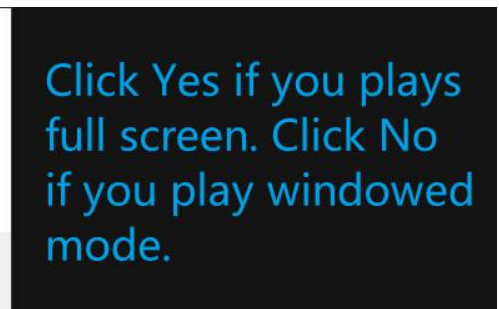 Click Yes if you plays
full screen. Click No
if you play windowed
mode.